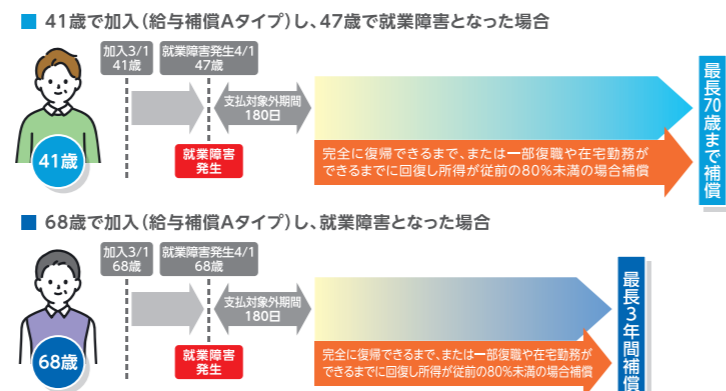 ■ 41歳で加入（給与補償Aタイプ）し、47歳で就業障害となった場合
加入3/1
41歳
就業障害発生4/1
47歳
支払対象外期間
180日
41歳
就業障害
発生
完全に復帰できるまで、または一部復職や在宅勤務が
できるまでに回復し所得が従前の80％未満の場合補償
最長70歳まで補償
■ 68歳で加入（給与補償Aタイプ）し、就業障害となった場合
加入3/1
68歳
就業障害発生4/1
68歳
支払対象外期間
180日
68歳
就業障害
発生
完全に復帰できるまで、または一部復職や在宅勤務が
できるまでに回復し所得が従前の80％未満の場合補償
最長3年間補償